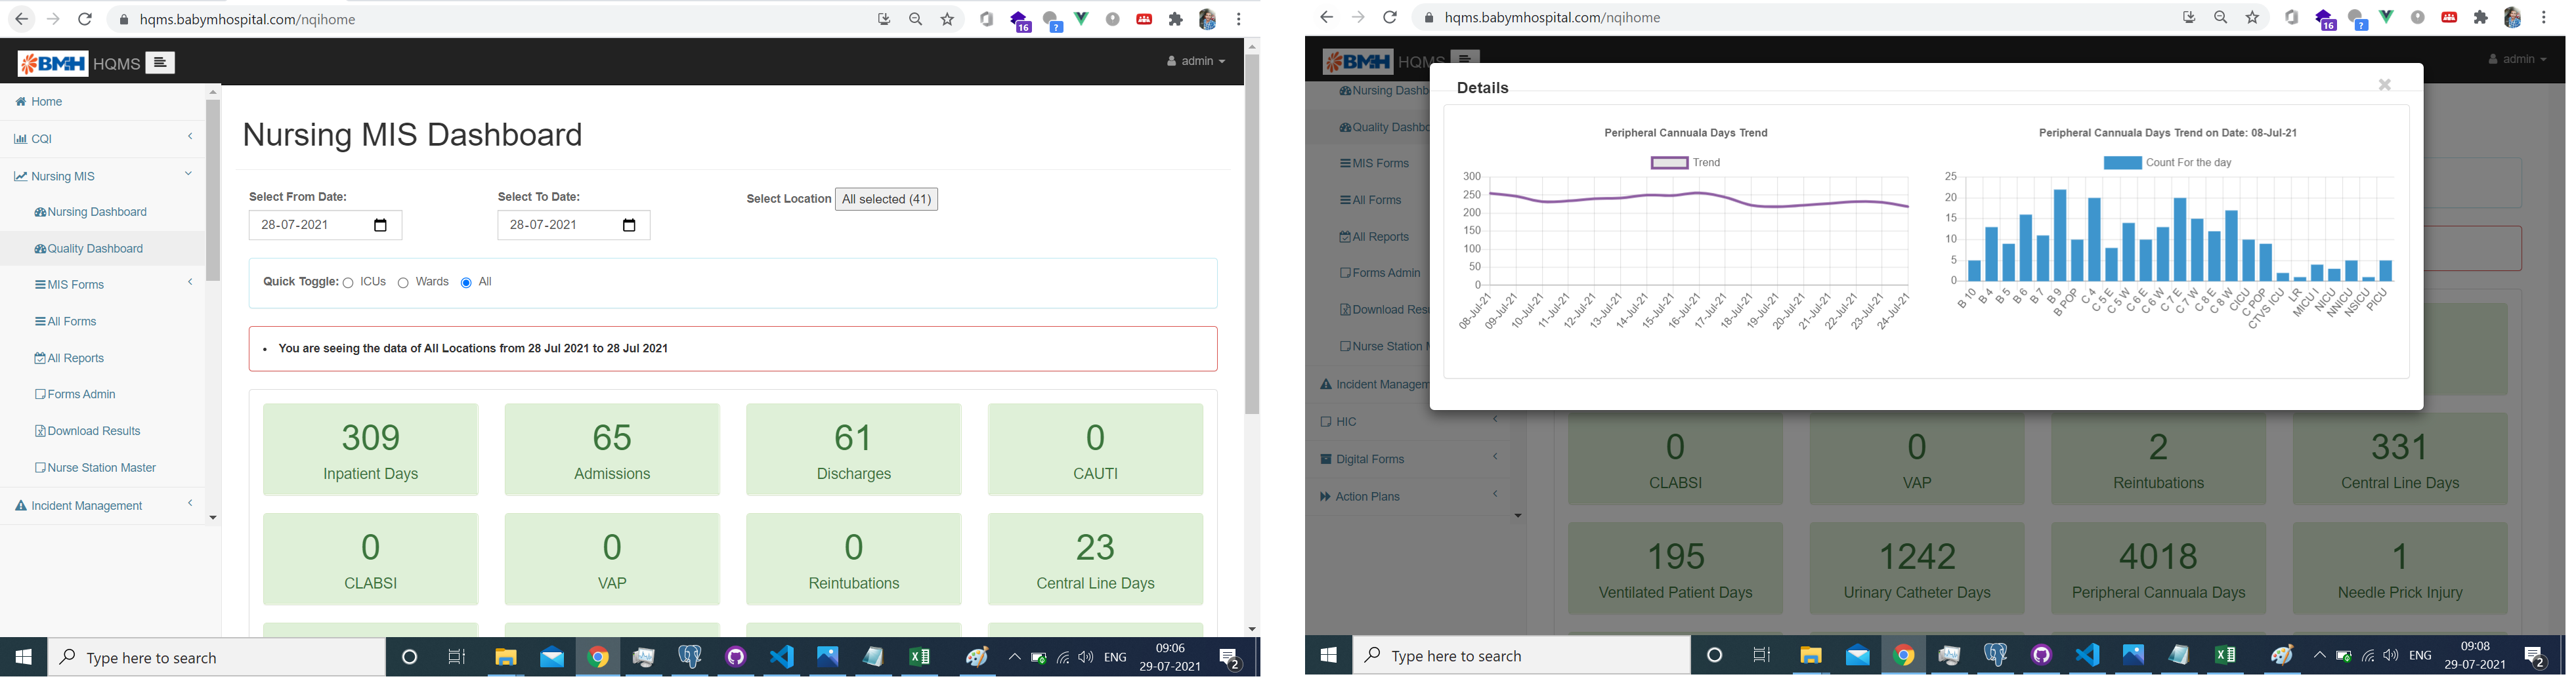 hqms.babymhospital.com/nqihome
16
?
BMH HQMS
admin
Home
CQI
Nursing MIS
Nursing Dashboard
Quality Dashboard
MIS Forms
All Forms
All Reports
Forms Admin
Download Results
Nurse Station Master
Incident Management
Nursing MIS Dashboard
Select From Date:
Select To Date:
Select Location All selected (41)
28-07-2021
28-07-2021
Quick Toggle: ICUs Wards All
You are seeing the data of All Locations from 28 Jul 2021 to 28 Jul 2021
309 65 61 0
Inpatient Days Admissions Discharges CAUTI
0 0 0 23
CLABSI VAP Reintubations Central Line Days
Type here to search
ENG
09:06
29-07-2021
2
hqms.babymhospital.com/nqihome
16
?
BMH HQMS
admin
Nursing Dashb
Quality Dashbo
MIS Forms
All Forms
All Reports
Forms Admin
Download Resu
Nurse Station M
Incident Managem
HIC
Digital Forms
Action Plans
Details
Peripheral Cannuala Days Trend
Trend
300
250
200
150
100
50
0
08-Jul-21 09-Jul-21 10-Jul-21 11-Jul-21 12-Jul-21 13-Jul-21 14-Jul-21 15-Jul-21 16-Jul-21 17-Jul-21 18-Jul-21 19-Jul-21 20-Jul-21 21-Jul-21 22-Jul-21 23-Jul-21 24-Jul-21
Peripheral Cannuala Days Trend on Date: 08-Jul-21
Count For the day
25
20
15
10
5
0
B 10 B 4 B 5 B 6 B 7 B 9 B POP C 4 C 5 E C 5 W C 6 E C 6 W C 7 E C 7 W C 8 E C 8 W CICU C POP CTVS ICU LR MICU I NICU NNICU NSICU PICU
0 0 2 331
CLABSI VAP Reintubations Central Line Days
195 1242 4018 1
Ventilated Patient Days Urinary Catheter Days Peripheral Cannuala Days Needle Prick Injury
Type here to search
ENG
09:08
29-07-2021
2